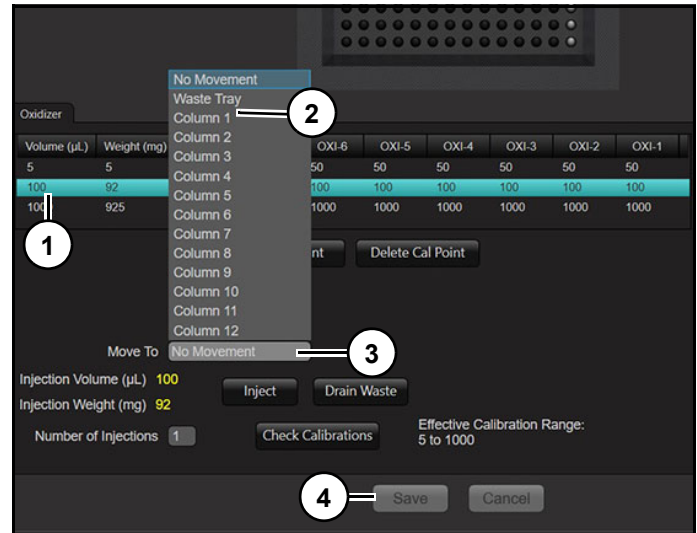 No Movement
Waste Tray
Column 1
2
Oxidizer
Column 2
Volume (µL) Weight (mg) OXI-6 OXI-5 OXI-4 OXI-3 OXI-2 OXI-1
Column 3
5 5 50 50 50 50 50 50
Column 4
100 92 100 100 100 100 100 100
Column 5
925 1000 1000 1000 1000 1000 1000
Column 6
1
Column 7
Column 8
Delete Cal Point
Column 9
Column 10
Column 11
Column 12
Move To No Movement
3
Injection Volume (µL) 100
Inject Drain Waste
Injection Weight (mg) 92
Number of Injections 1
Check Calibrations
Effective Calibration Range:
5 to 1000
4
Save Cancel